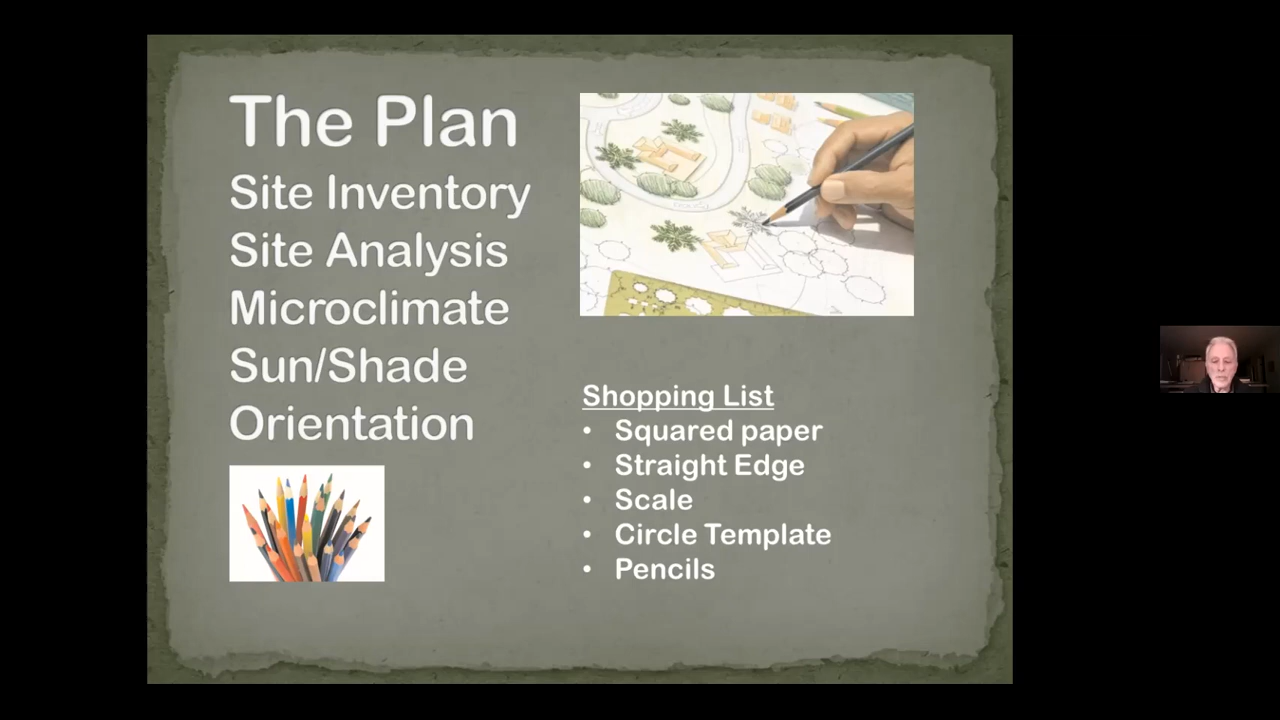 The Plan
Site Inventory
Site Analysis
Microclimate
Sun/Shade
Orientation
Shopping List
• Squared paper
• Straight Edge
• Scale
• Circle Template
• Pencils